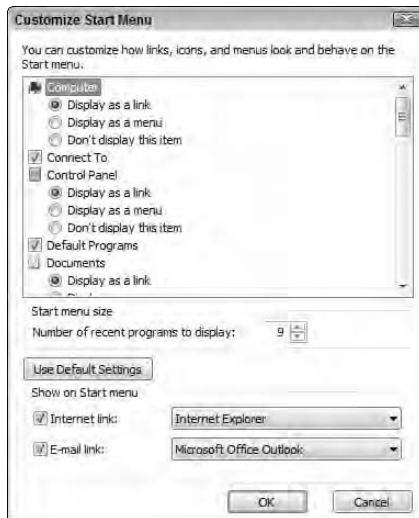 Customize Start Menu
You can customize how links, icons, and menus look and behave on the
Start menu.
Computer
Display as a link
Display as a menu
Don't display this item
Connect To
Control Panel
Display as a link
Display as a menu
Don't display this item
Default Programs
Documents
Display as a link
Start menu size
Number of recent programs to display: 9
Use Default Settings
Show on Start menu
Internet link: Internet Explorer
E-mail link: Microsoft Office Outlook
OK Cancel